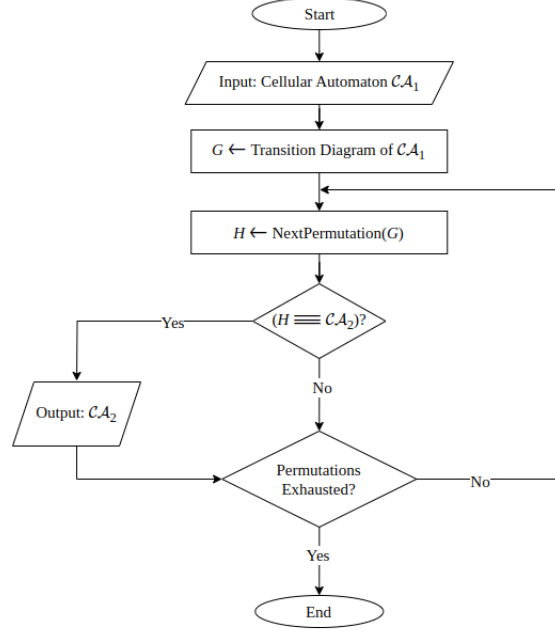 Start
Input: Cellular Automaton 𝒞𝒜₁
G ← Transition Diagram of 𝒞𝒜₁
H ← NextPermutation(G)
(H ≡ 𝒞𝒜₂)?
Yes
No
Output: 𝒞𝒜₂
Permutations
Exhausted?
No
Yes
End